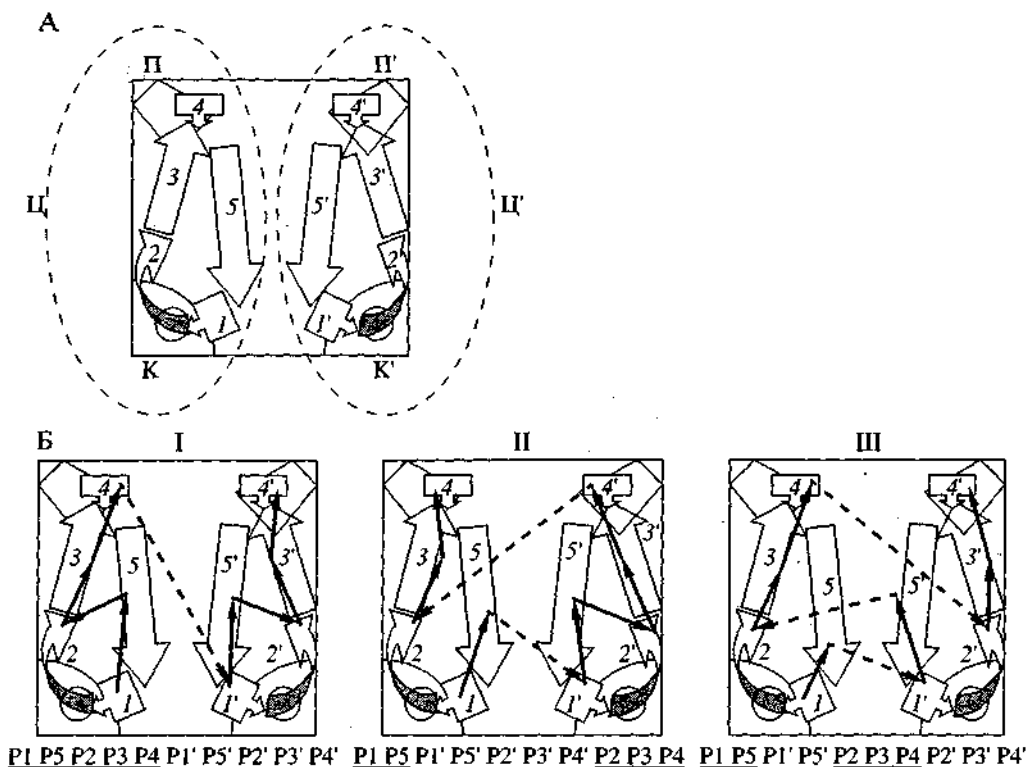 А
П П'
4 4'
3 3'
Ц 5 5' Ц'
2 2'
1 1'
К К'
Б I II III
4 4' 4 4' 4 4'
3 5 5' 3' 3 5 5' 3' 3 5 5' 3'
2 2' 2 2' 2 2'
1 1' 1 1' 1 1'
P1 P5 P2 P3 P4 P1' P5' P2' P3' P4' P1 P5 P1' P5' P2' P3' P4' P2 P3 P4 P1 P5 P1' P5' P2 P3 P4 P2' P3' P4'